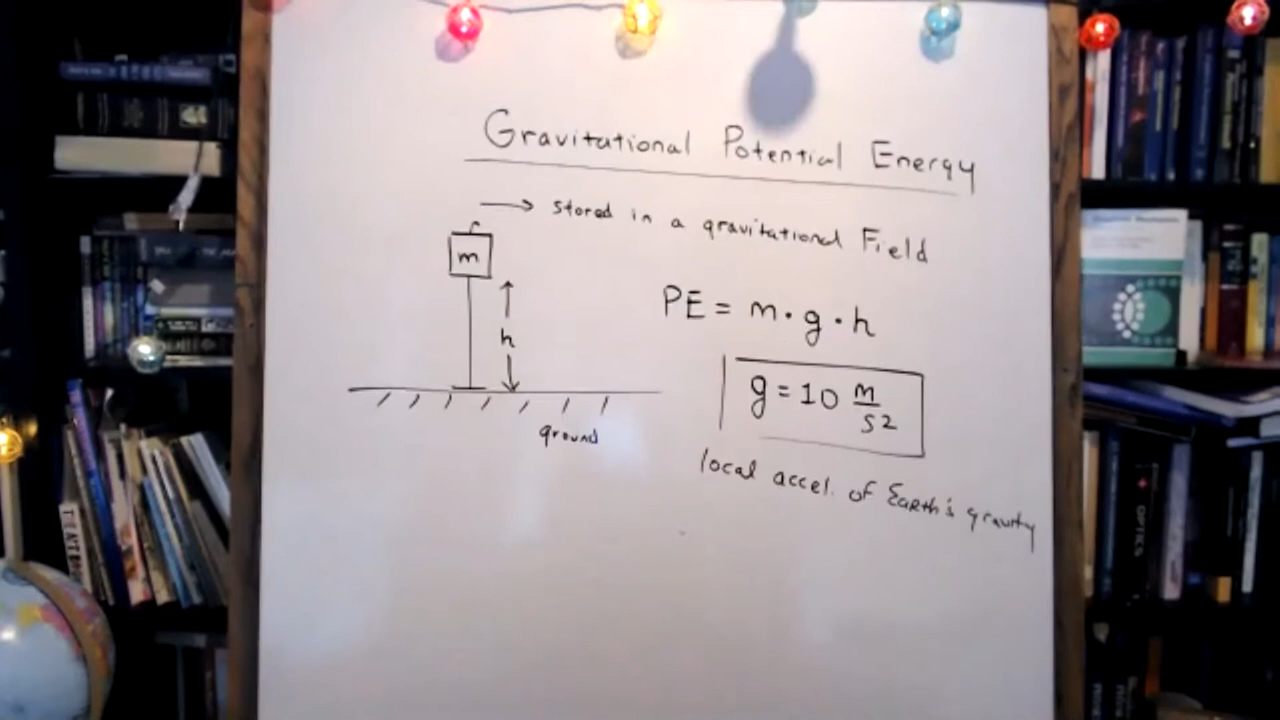 Gravitational Potential Energy
→ stored in a gravitational Field
m
h
PE = m·g·h
g = 10 m/s²
ground
local accel. of Earth's gravity
OPTICS